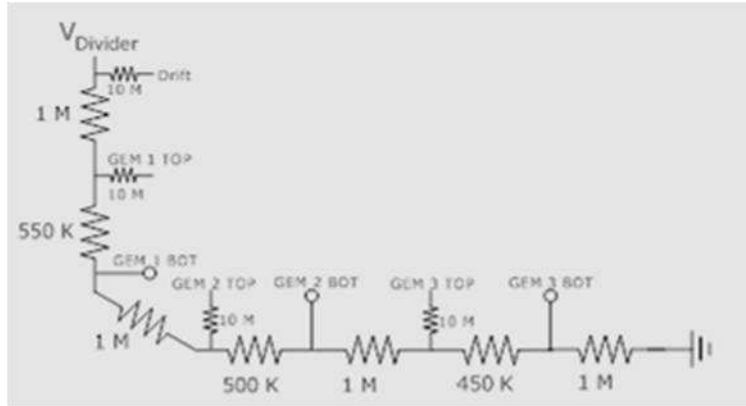 VDivider
Drift
10 M
1 M
GEM 1 TOP
10 M
550 K
GEM 1 BOT
GEM 2 TOP
GEM 2 BOT
GEM 3 TOP
GEM 3 BOT
10 M
10 M
1 M
500 K
1 M
450 K
1 M